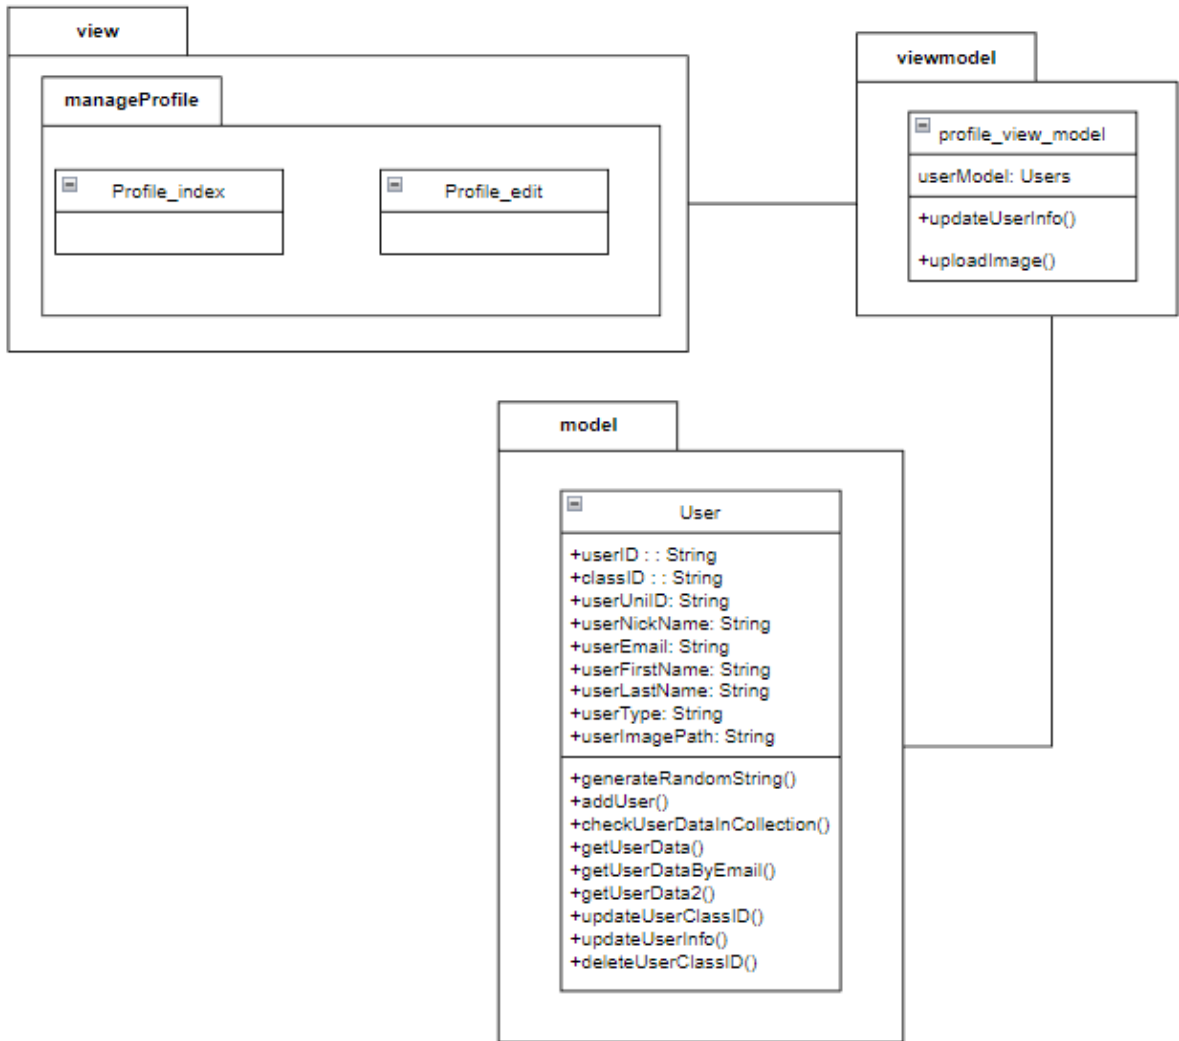 view
manageProfile
Profile_index
Profile_edit
viewmodel
profile_view_model
userModel: Users
+updateUserInfo()
+uploadImage()
model
User
+userID : : String
+classID : : String
+userUniID: String
+userNickName: String
+userEmail: String
+userFirstName: String
+userLastName: String
+userType: String
+userImagePath: String
+generateRandomString()
+addUser()
+checkUserDataInCollection()
+getUserData()
+getUserDataByEmail()
+getUserData2()
+updateUserClassID()
+updateUserInfo()
+deleteUserClassID()